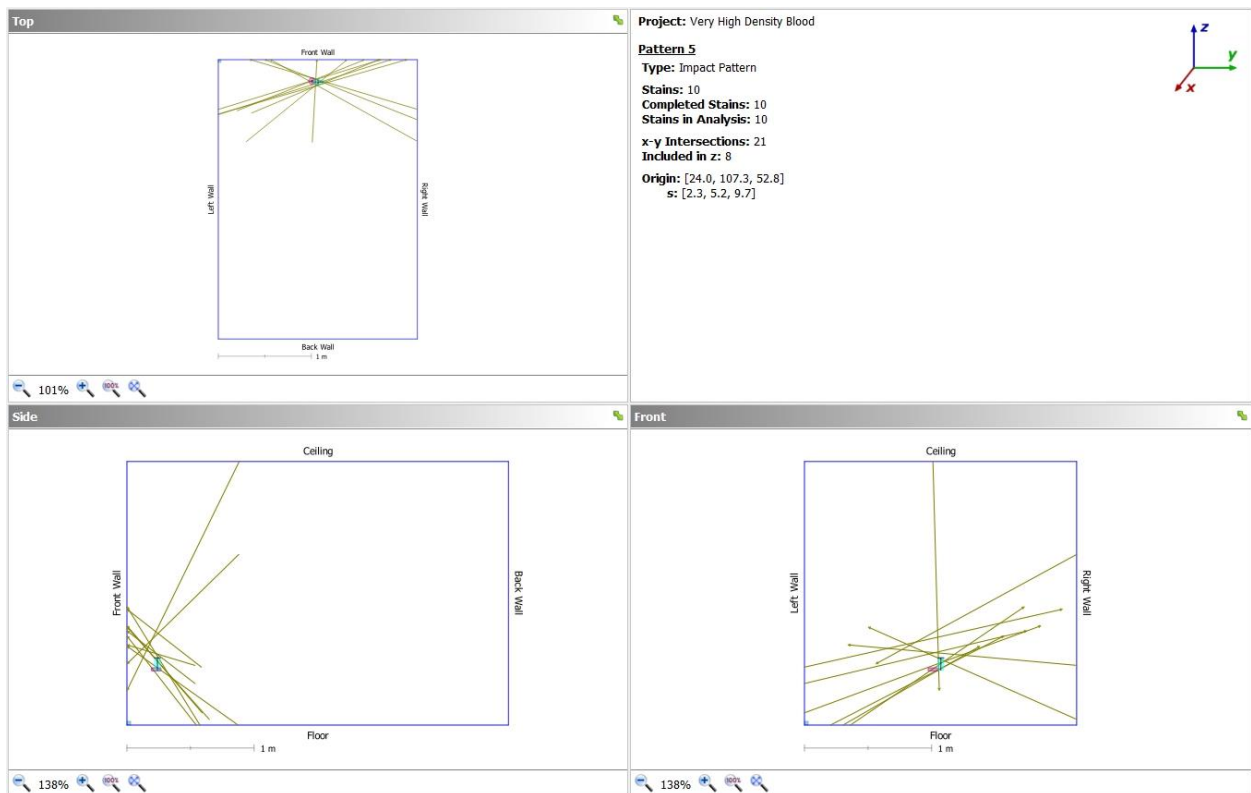 Top
Front Wall
Left Wall
Right Wall
Back Wall
1 m
101%
Project: Very High Density Blood
Pattern 5
Type: Impact Pattern
Stains: 10
Completed Stains: 10
Stains in Analysis: 10
x-y Intersections: 21
Included in z: 8
Origin: [24.0, 107.3, 52.8]
s: [2.3, 5.2, 9.7]
z
y
x
Side
Ceiling
Front Wall
Back Wall
Floor
1 m
138%
Front
Ceiling
Left Wall
Right Wall
Floor
1 m
138%